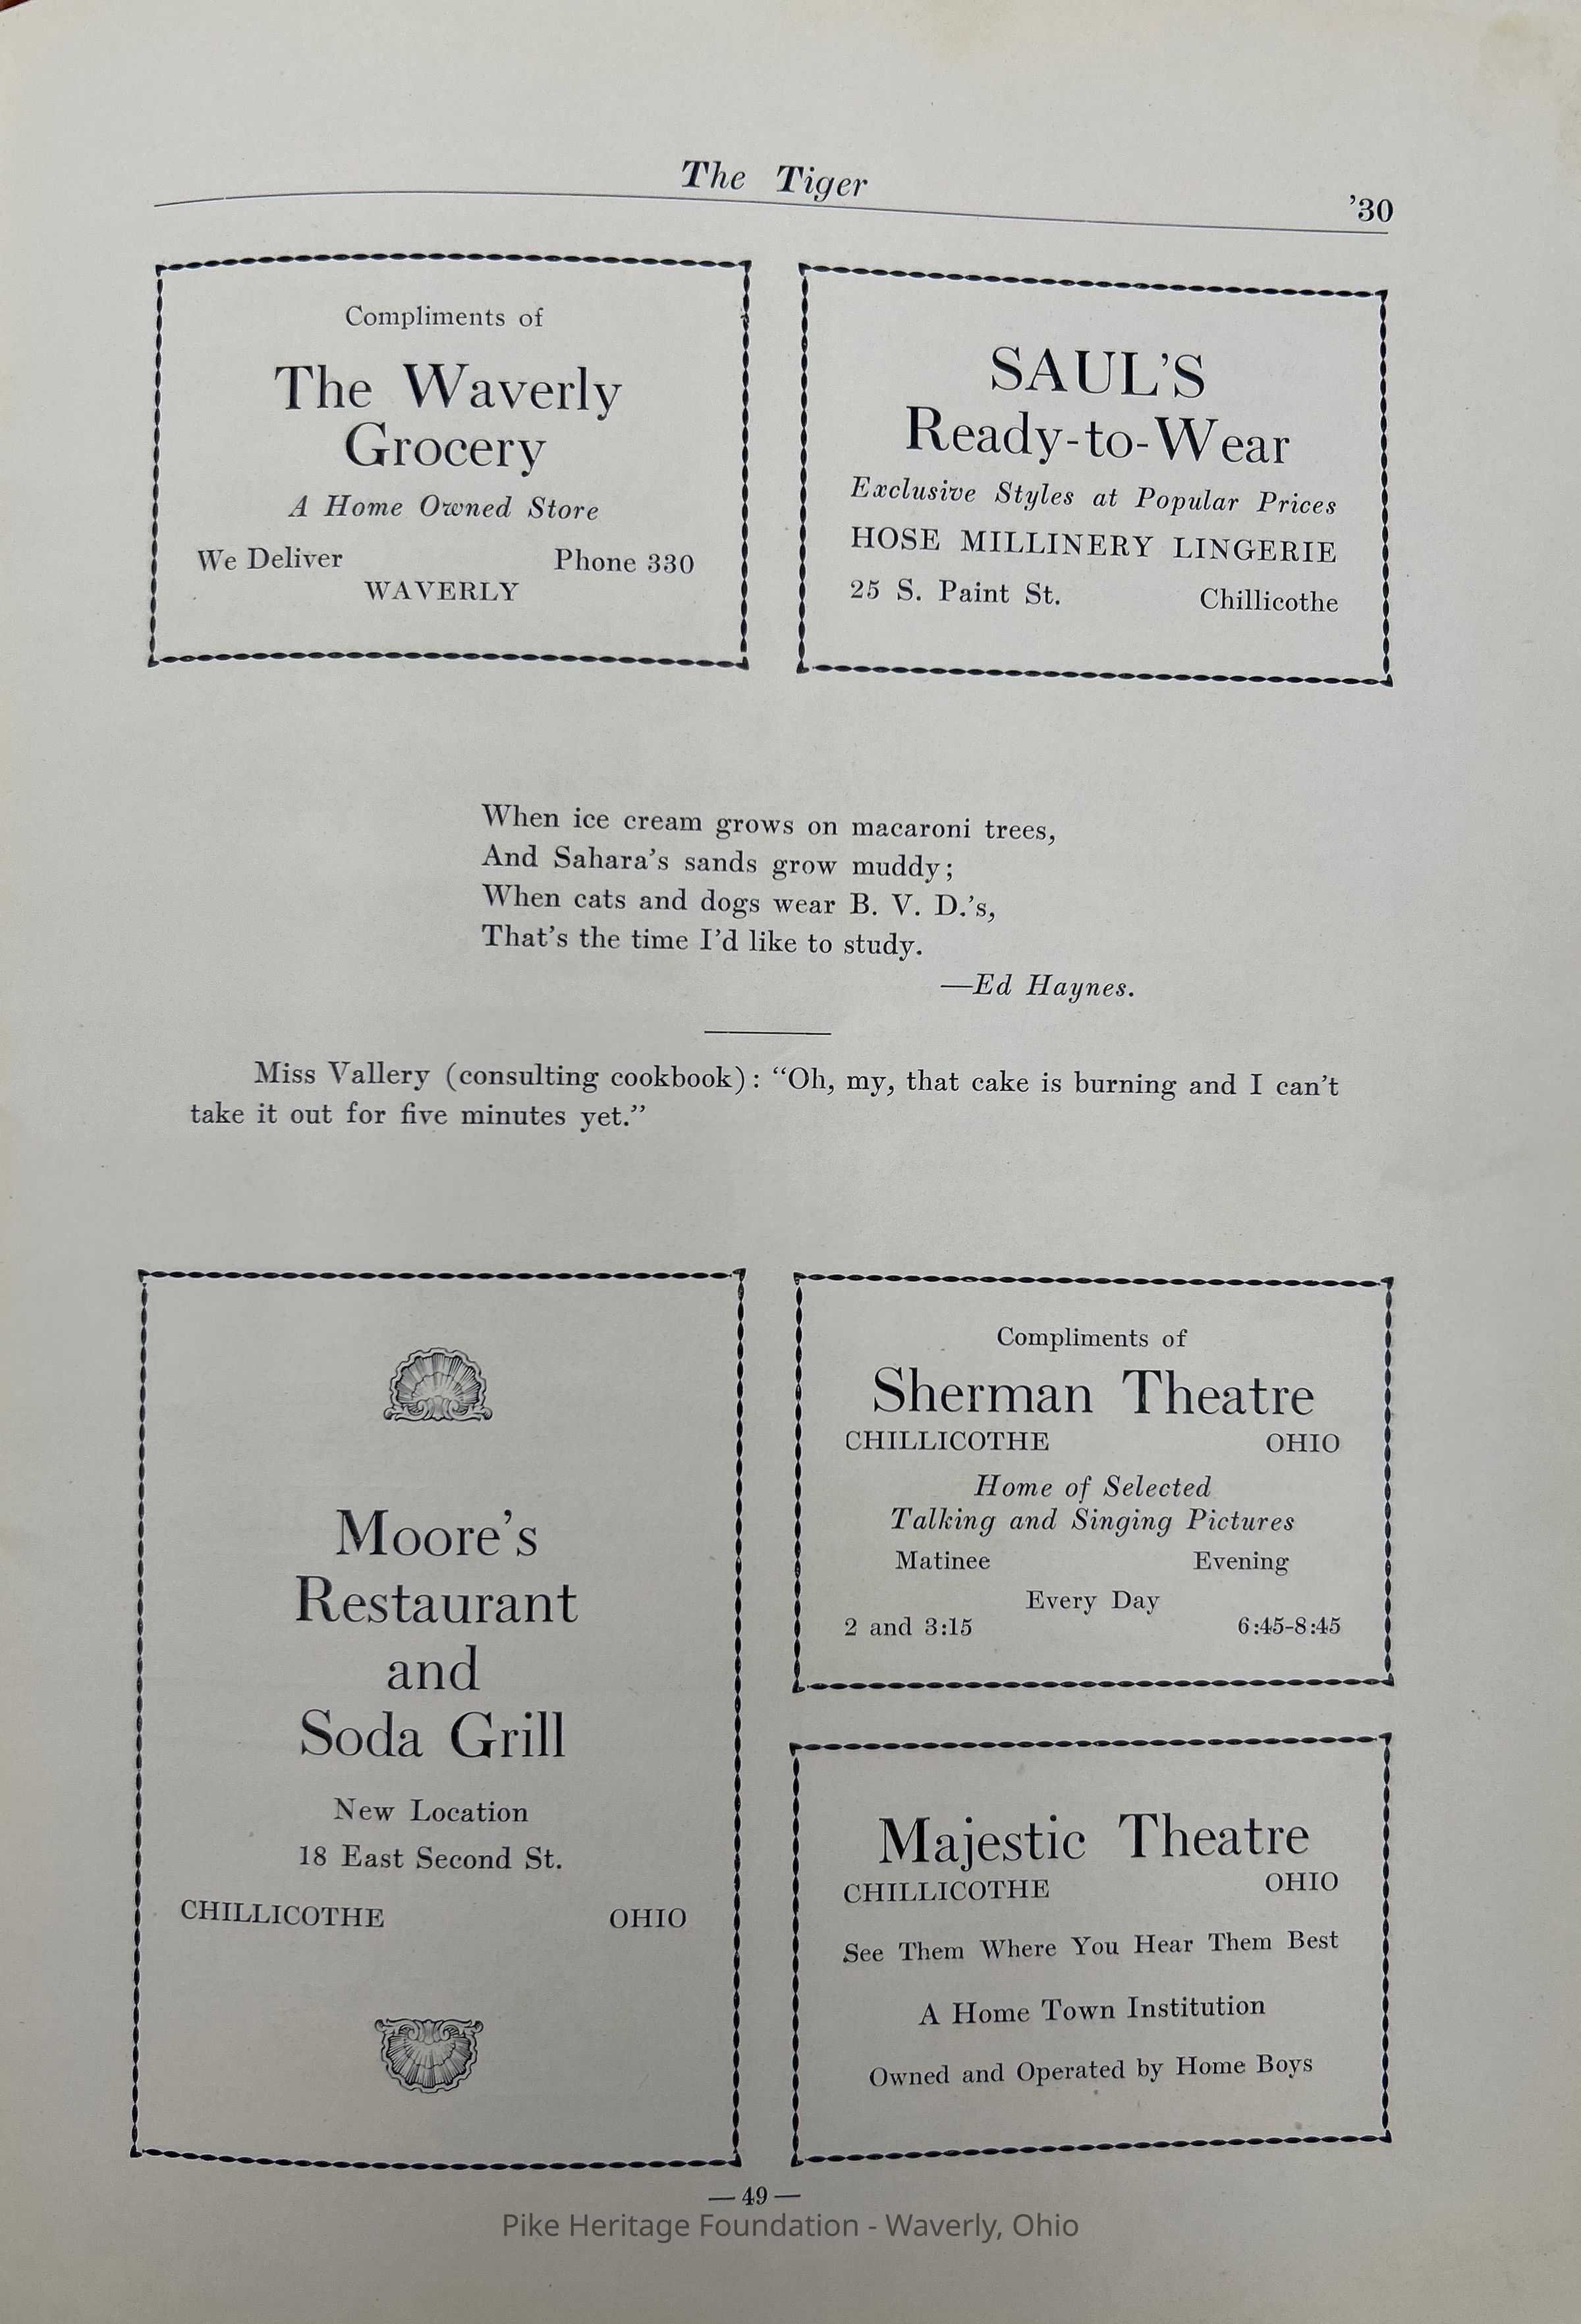 The Tiger
'30
Compliments of
The Waverly
Grocery
A Home Owned Store
We Deliver Phone 330
WAVERLY
SAUL'S
Ready-to-Wear
Exclusive Styles at Popular Prices
HOSE MILLINERY LINGERIE
25 S. Paint St. Chillicothe
When ice cream grows on macaroni trees,
And Sahara's sands grow muddy;
When cats and dogs wear B. V. D.'s,
That's the time I'd like to study.
—Ed Haynes.
Miss Vallery (consulting cookbook): “Oh, my, that cake is burning and I can't
take it out for five minutes yet.”
Moore's
Restaurant
and
Soda Grill
New Location
18 East Second St.
CHILLICOTHE OHIO
Compliments of
Sherman Theatre
CHILLICOTHE OHIO
Home of Selected
Talking and Singing Pictures
Matinee Evening
Every Day
2 and 3:15 6:45-8:45
Majestic Theatre
CHILLICOTHE OHIO
See Them Where You Hear Them Best
A Home Town Institution
Owned and Operated by Home Boys
— 49 —
Pike Heritage Foundation - Waverly, Ohio